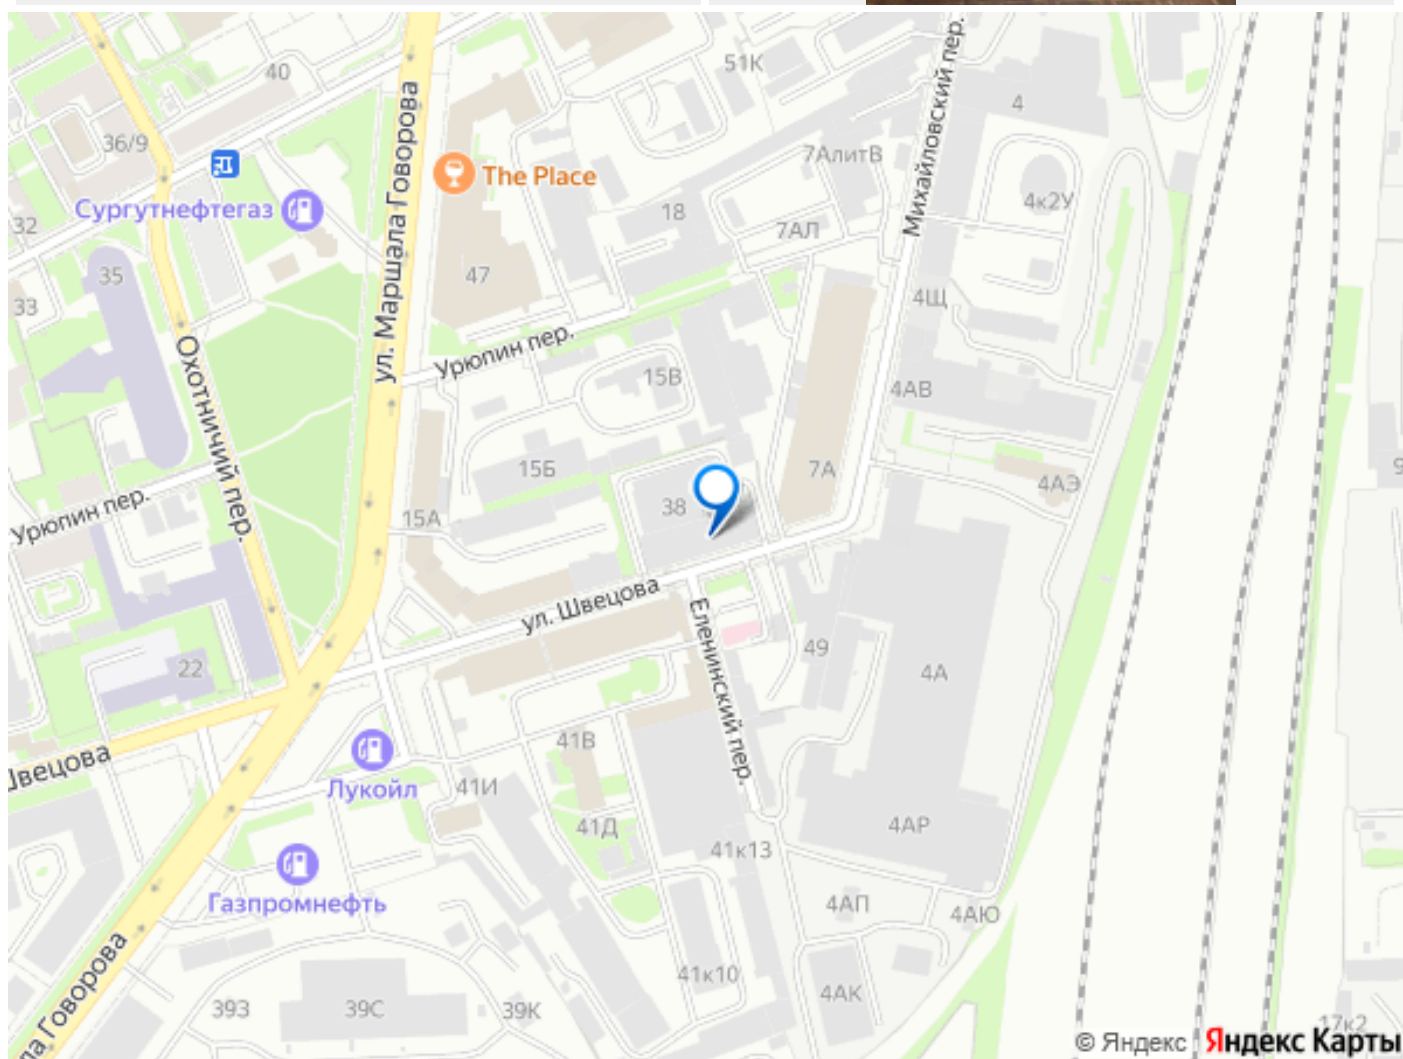 40
51К
4
36/9
7АлитВ
Михайловский пер.
ул. Маршала Говорова
The Place
Сургутнефтегаз
4к2У
32
18
7АЛ
35
47
33
4Щ
Урюпин пер.
Охотничий пер.
15В
4АВ
15Б
7А
4АЭ
9
Урюпин пер.
15А
38
ул. Швецова
Еленинский пер.
49
4А
22
41В
Швецова
Лукойл
41И
41Д
4АР
41к13
Газпромнефть
4АП
4АЮ
41к10
4АК
ла Говорова
39З
39С
39К
17к2
© Яндекс Яндекс Карты